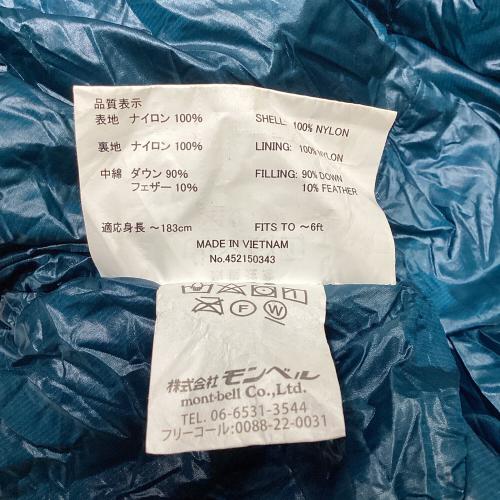 品質表示
表地 ナイロン 100% SHELL: 100% NYLON
裏地 ナイロン 100% LINING: 100% NYLON
中綿 ダウン 90% FILLING: 90% DOWN
フェザー 10% 10% FEATHER
適応身長 〜183cm FITS TO 〜6ft
MADE IN VIETNAM
No.452150343
F W
株式会社 モンベル
mont-bell Co.,Ltd.
TEL. 06-6531-3544
フリーコール:0088-22-0031